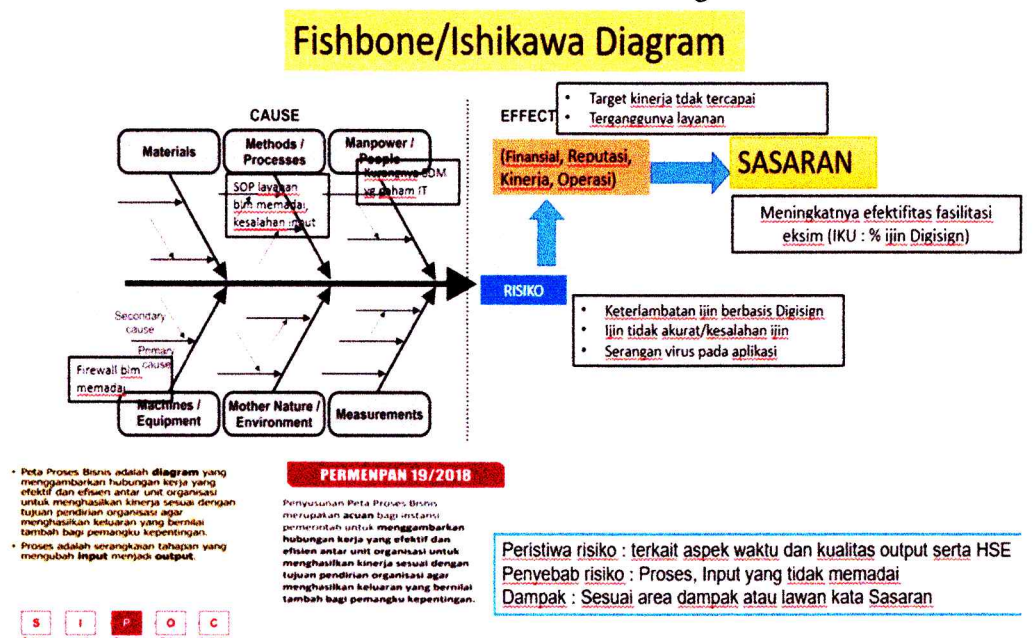 Fishbone/Ishikawa Diagram
CAUSE
EFFECT
• Target kinerja tdak tercapai
• Terganggunya layanan
Materials
Methods /
Processes
Manpower /
People
Kurangnya SDM
yg paham IT
SOP layanan
blm memadai,
kesalahan input
(Finansial, Reputasi,
Kinerja, Operasi)
SASARAN
Meningkatnya efektifitas fasilitasi
eksim (IKU : % ijin Digisign)
RISIKO
• Keterlambatan ijin berbasis Digisign
• Ijin tidak akurat/kesalahan ijin
• Serangan virus pada aplikasi
Secondary
cause
Primary
cause
Firewall blm
memadai
Machines /
Equipment
Mother Nature /
Environment
Measurements
• Peta Proses Bisnis adalah diagram yang
menggambarkan hubungan kerja yang
efektif dan efisien antar unit organisasi
untuk menghasilkan kinerja sesuai dengan
tujuan pendirian organisasi agar
menghasilkan keluaran yang bernilai
tambah bagi pemangku kepentingan.
• Proses adalah serangkaian tahapan yang
mengubah input menjadi output.
S I P O C
PERMENPAN 19/2018
Penyusunan Peta Proses Bisnis
merupakan acuan bagi instansi
pemerintah untuk menggambarkan
hubungan kerja yang efektif dan
efisien antar unit organisasi untuk
menghasilkan kinerja sesuai dengan
tujuan pendirian organisasi agar
menghasilkan keluaran yang bernilai
tambah bagi pemangku kepentingan.
Peristiwa risiko : terkait aspek waktu dan kualitas output serta HSE
Penyebab risiko : Proses, Input yang tidak memadai
Dampak : Sesuai area dampak atau lawan kata Sasaran